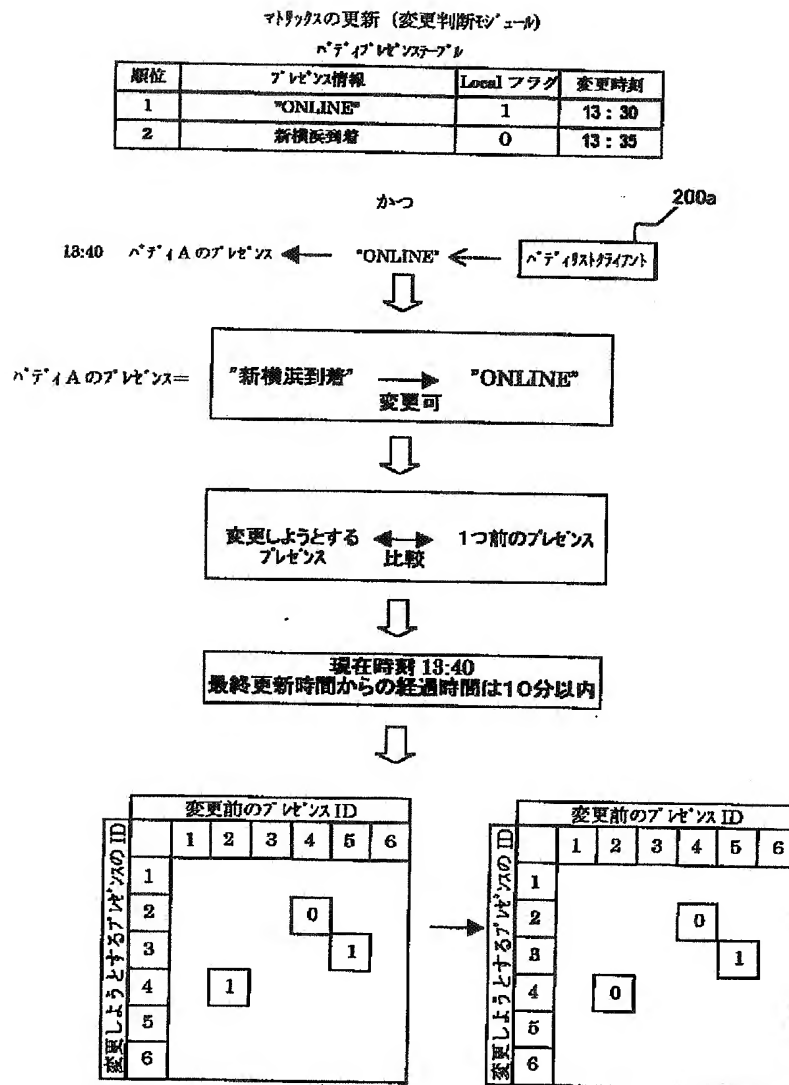 マトリックスの更新（変更判断モジュール）
バディプレゼンステーブル
順位 プレゼンス情報 Local フラグ 変更時刻
1 "ONLINE" 1 13：30
2 新横浜到着 0 13：35
かつ
200a
13:40 バディAのプレゼンス "ONLINE" バディリストクライアント
バディAのプレゼンス＝ "新横浜到着" "ONLINE"
変更可
変更しようとする 1つ前のプレゼンス
プレゼンス 比較
現在時刻 13:40
最終更新時間からの経過時間は10分以内
変更前のプレゼンスID
変更しようとするプレゼンスのID
1 2 3 4 5 6
1
2 0
3 1
4 1
5
6
変更前のプレゼンスID
変更しようとするプレゼンスのID
1 2 3 4 5 6
1
2 0
3 1
4 0
5
6